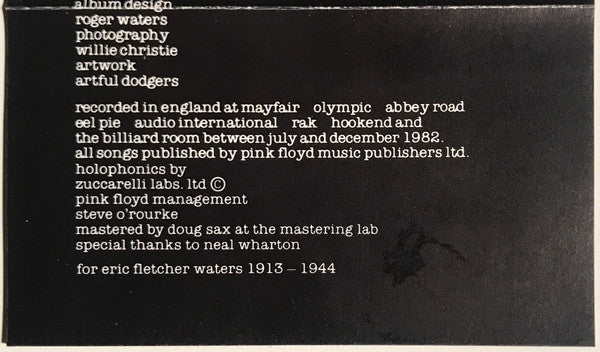 album design
roger waters
photography
willie christie
artwork
artful dodgers
recorded in england at mayfair olympic abbey road
eel pie audio international rak hookend and
the billiard room between july and december 1982.
all songs published by pink floyd music publishers ltd.
holophonics by
zuccarelli labs. ltd ©
pink floyd management
steve o'rourke
mastered by doug sax at the mastering lab
special thanks to neal wharton
for eric fletcher waters 1913 – 1944